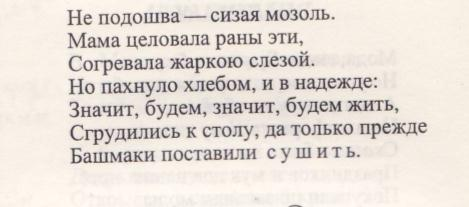 Не подошва — сизая мозоль.
Мама целовала раны эти,
Согревала жаркою слезой.
Но пахнуло хлебом, и в надежде:
Значит, будем, значит, будем жить,
Сгрудились к столу, да только прежде
Башмаки поставили с у ш и т ь.